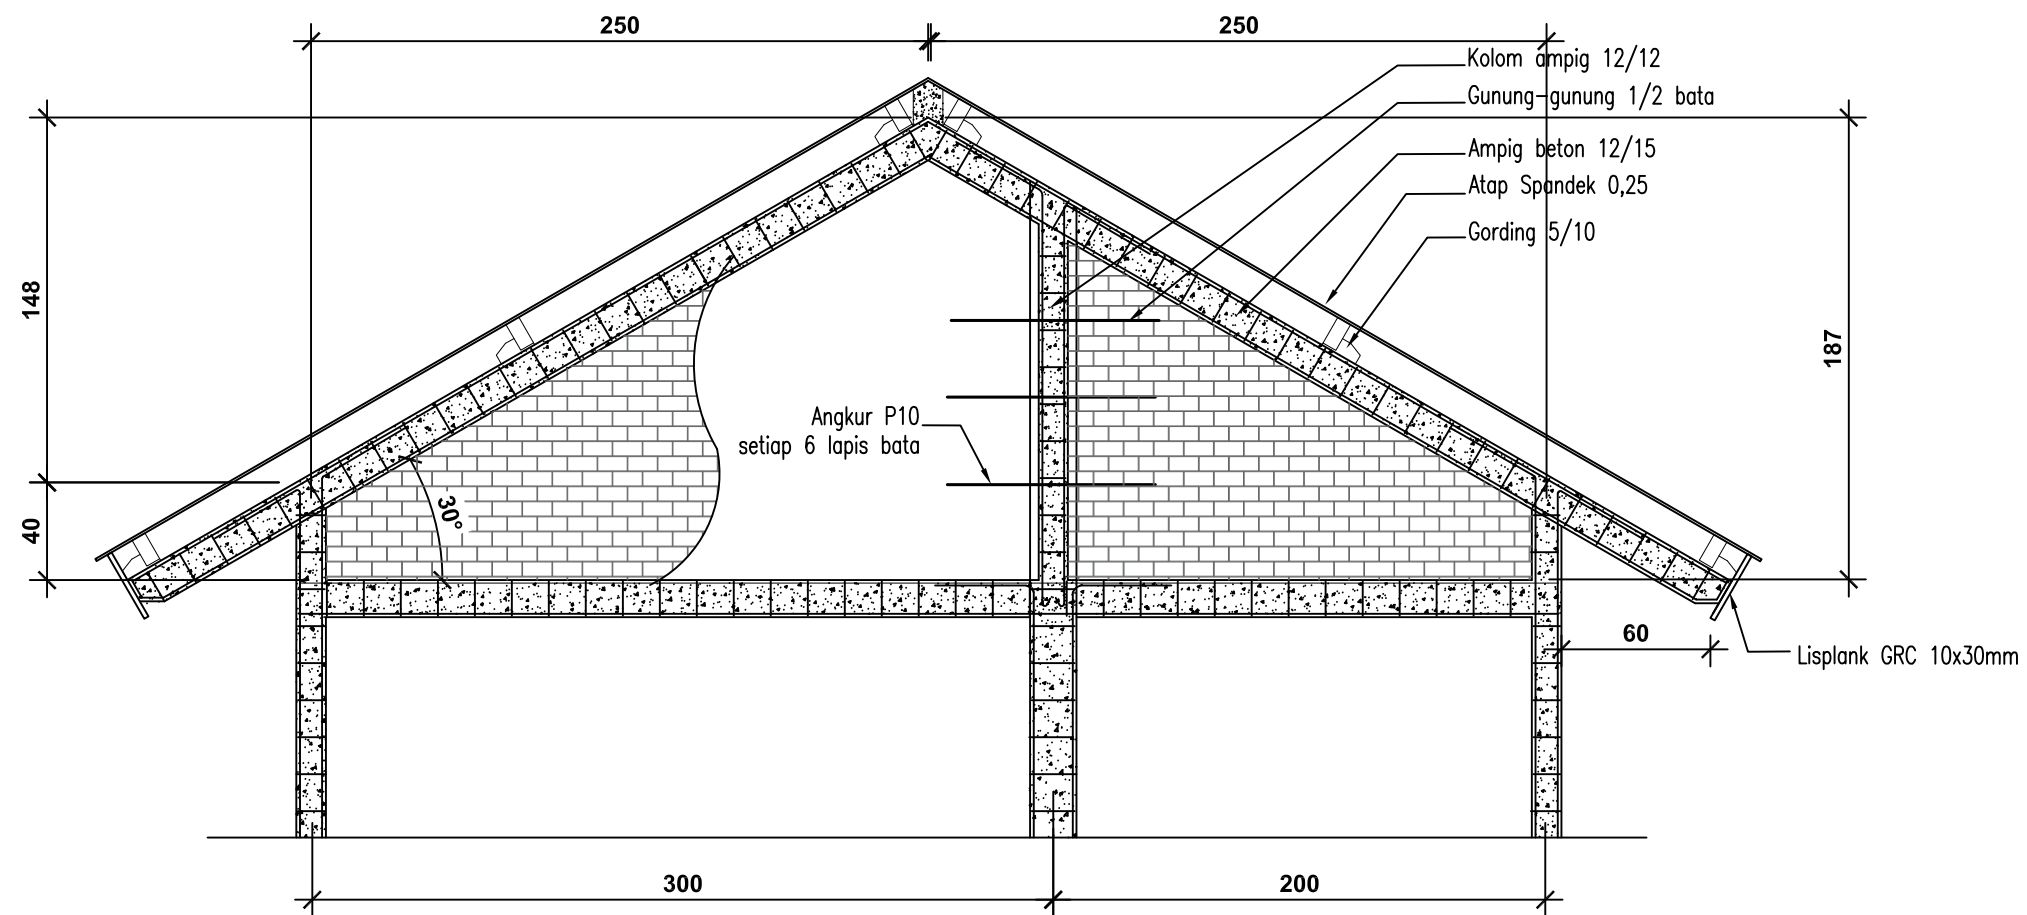 250
250
Kolom ampig 12/12
Gunung-gunung 1/2 bata
Ampig beton 12/15
Atap Spandek 0,25
Gording 5/10
148
187
Angkur P10
setiap 6 lapis bata
30°
40
60
Lisplank GRC 10x30mm
300
200